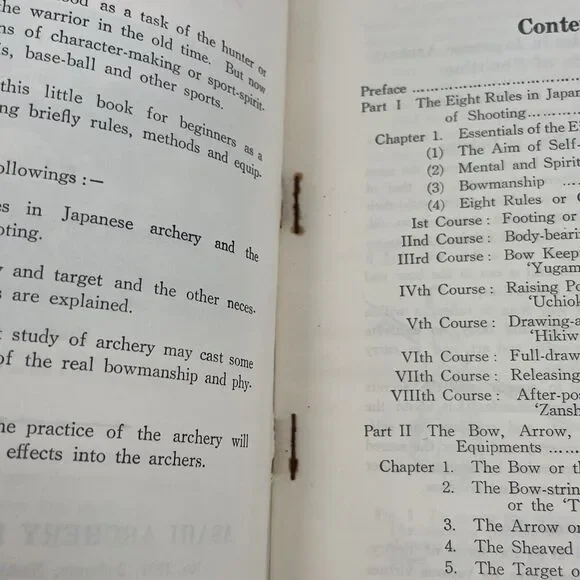 as a task of the hunter or
the warrior in the old time. But now
ns of character-making or sport-spirit-
is, base-ball and other sports.
this little book for beginners as a
ng briefly rules, methods and equip-
ollowings :—
es in Japanese archery and the
oting.
y and target and the other neces-
s are explained.
t study of archery may cast some
of the real bowmanship and phy-
he practice of the archery will
effects into the archers.
Conte
Preface
Part I The Eight Rules in Japan
of Shooting
Chapter 1. Essentials of the Ei
(1) The Aim of Self-
(2) Mental and Spirit
(3) Bowmanship
(4) Eight Rules or C
Ist Course : Footing or
IInd Course : Body-bearin
IIIrd Course : Bow Keep
'Yugam
IVth Course : Raising Po
'Uchiok
Vth Course : Drawing-a
'Hikiw
VIth Course : Full-draw
VIIth Course : Releasing
VIIIth Course : After-pos
'Zansh
Part II The Bow, Arrow,
Equipments
Chapter 1. The Bow or th
2. The Bow-strin
or the 'T
3. The Arrow or
4. The Sheaved
5. The Target o